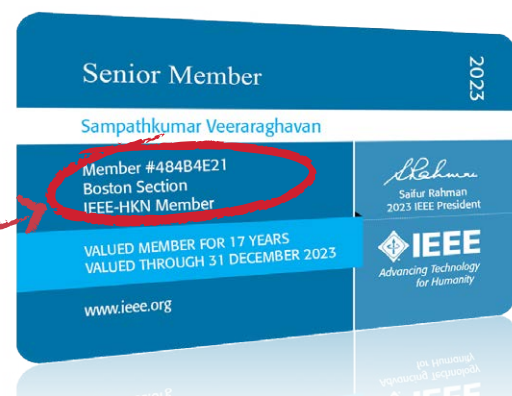 Senior Member
2023
Sampathkumar Veeraraghavan
Member #484B4E21
Boston Section
IEEE-HKN Member
SRahman
Saifur Rahman
2023 IEEE President
VALUED MEMBER FOR 17 YEARS
VALUED THROUGH 31 DECEMBER 2023
IEEE
Advancing Technology
for Humanity
www.ieee.org